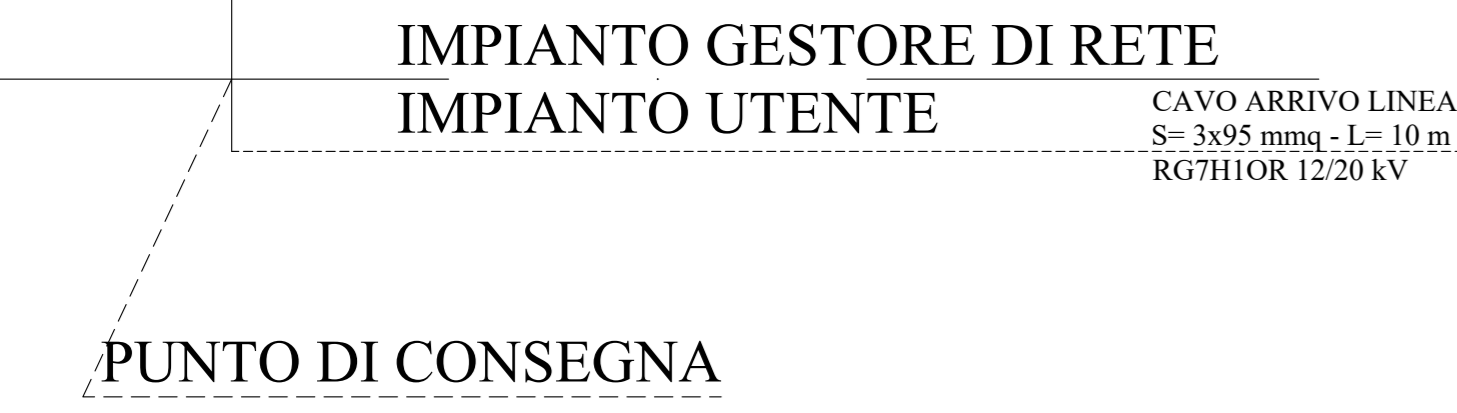 IMPIANTO GESTORE DI RETE
IMPIANTO UTENTE
CAVO ARRIVO LINEA
S= 3x95 mmq - L= 10 m
RG7H1OR 12/20 kV
PUNTO DI CONSEGNA